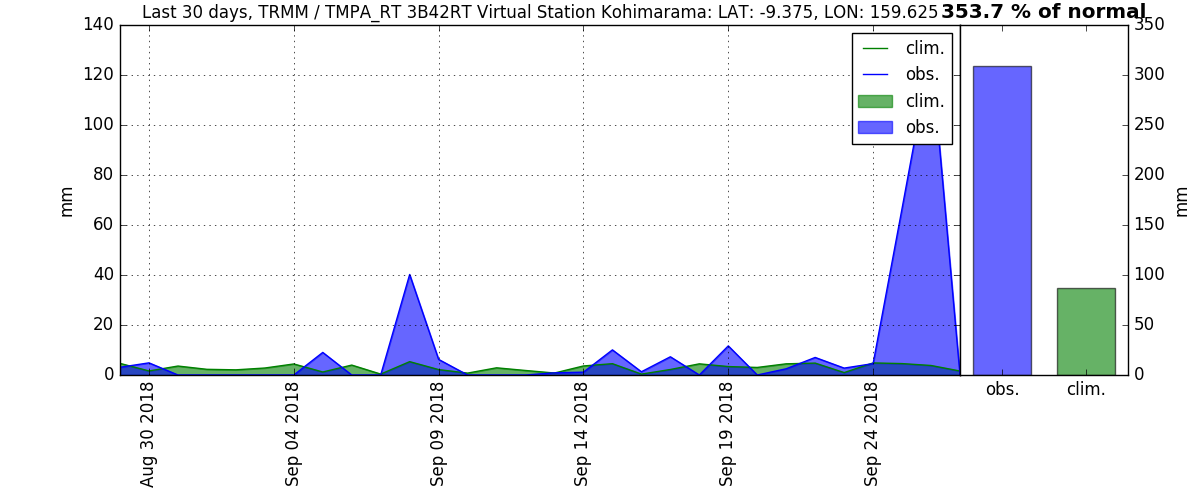 Last 30 days, TRMM / TMPA_RT 3B42RT Virtual Station Kohimarama: LAT: -9.375, LON: 159.625 353.7 % of normal
140
120
100
80
60
40
20
0
mm
clim.
obs.
clim.
obs.
350
300
250
200
150
100
50
0
mm
Aug 30 2018
Sep 04 2018
Sep 09 2018
Sep 14 2018
Sep 19 2018
Sep 24 2018
obs. clim.